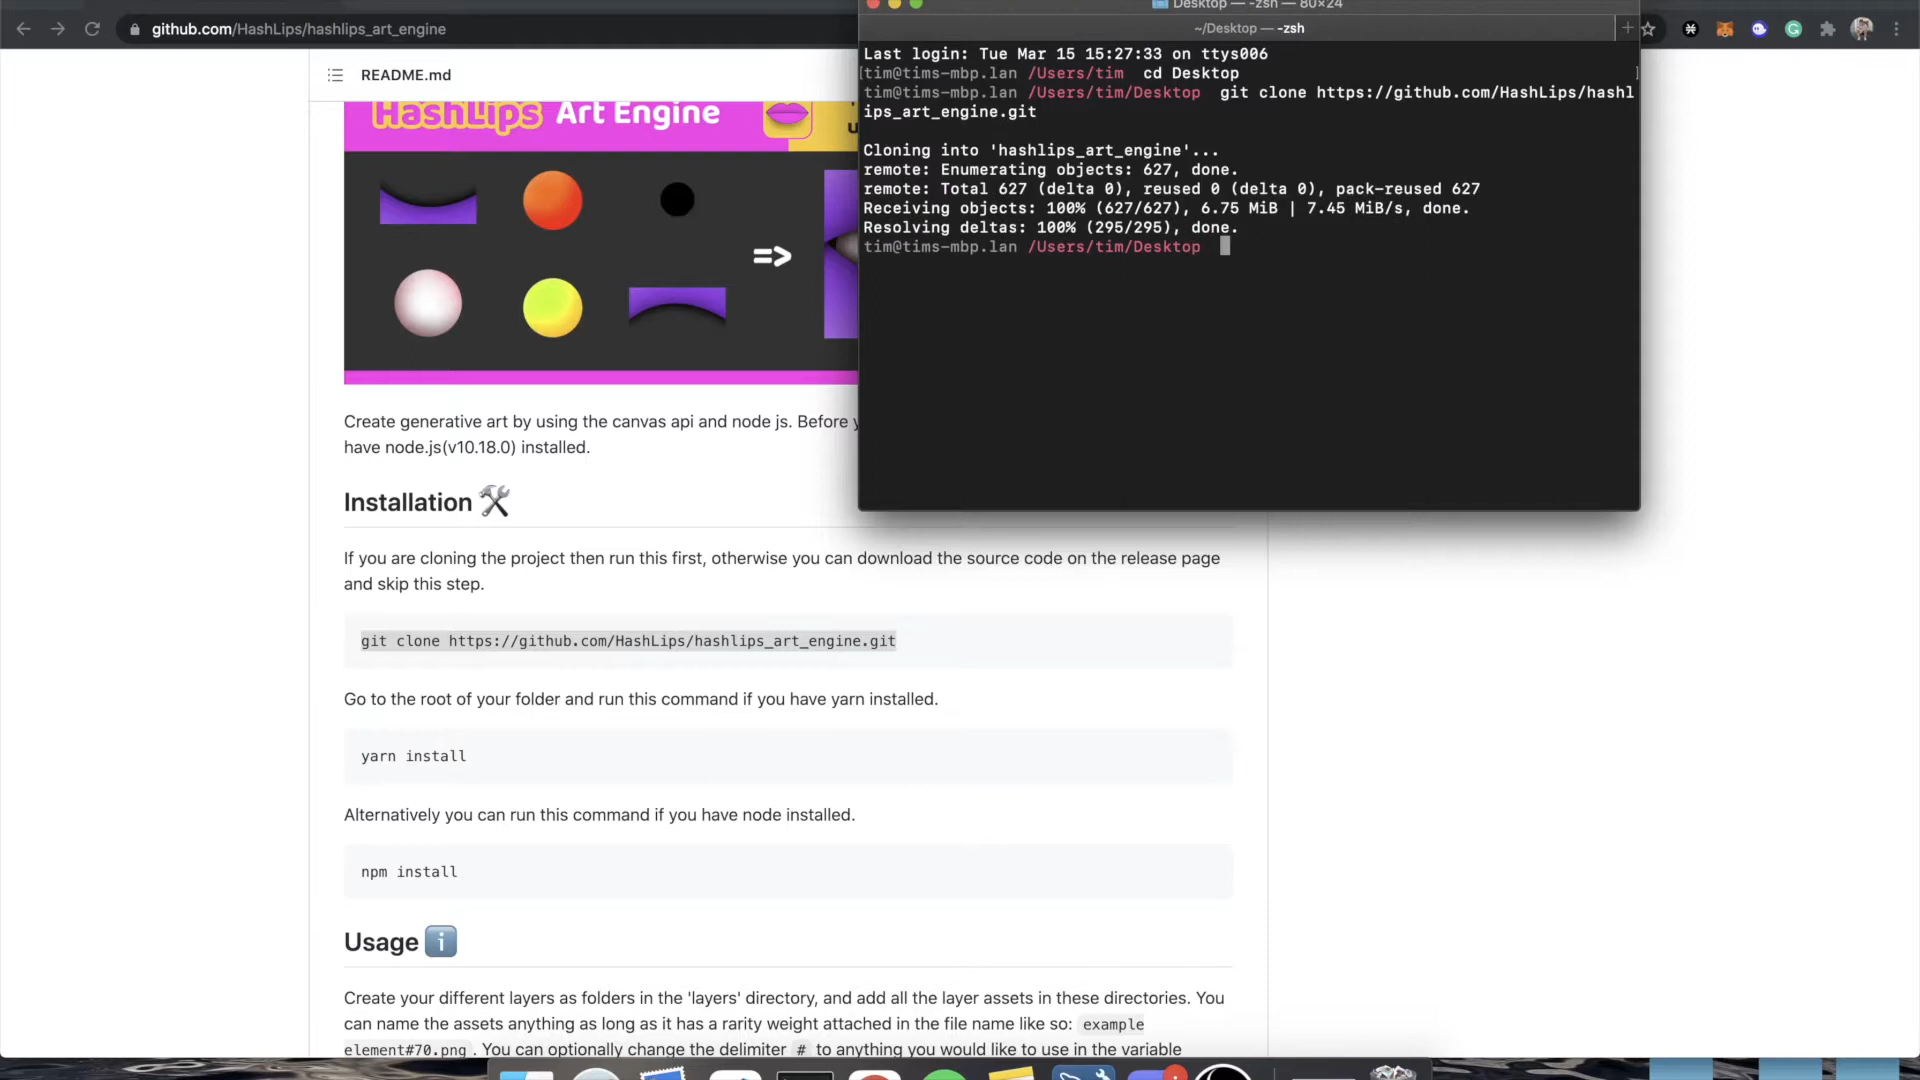 Desktop — -zsh — 80×24
github.com/HashLips/hashlips_art_engine
~/Desktop — -zsh
README.md
HashLips Art Engine
=>
Last login: Tue Mar 15 15:27:33 on ttys006
[tim@tims-mbp.lan /Users/tim  cd Desktop ]
tim@tims-mbp.lan /Users/tim/Desktop  git clone https://github.com/HashLips/hashl
ips_art_engine.git
Cloning into 'hashlips_art_engine'...
remote: Enumerating objects: 627, done.
remote: Total 627 (delta 0), reused 0 (delta 0), pack-reused 627
Receiving objects: 100% (627/627), 6.75 MiB | 7.45 MiB/s, done.
Resolving deltas: 100% (295/295), done.
tim@tims-mbp.lan /Users/tim/Desktop
Create generative art by using the canvas api and node js. Before
have node.js(v10.18.0) installed.
Installation
If you are cloning the project then run this first, otherwise you can download the source code on the release page
and skip this step.
git clone https://github.com/HashLips/hashlips_art_engine.git
Go to the root of your folder and run this command if you have yarn installed.
yarn install
Alternatively you can run this command if you have node installed.
npm install
Usage
Create your different layers as folders in the 'layers' directory, and add all the layer assets in these directories. You
can name the assets anything as long as it has a rarity weight attached in the file name like so: example
element#70.png . You can optionally change the delimiter # to anything you would like to use in the variable